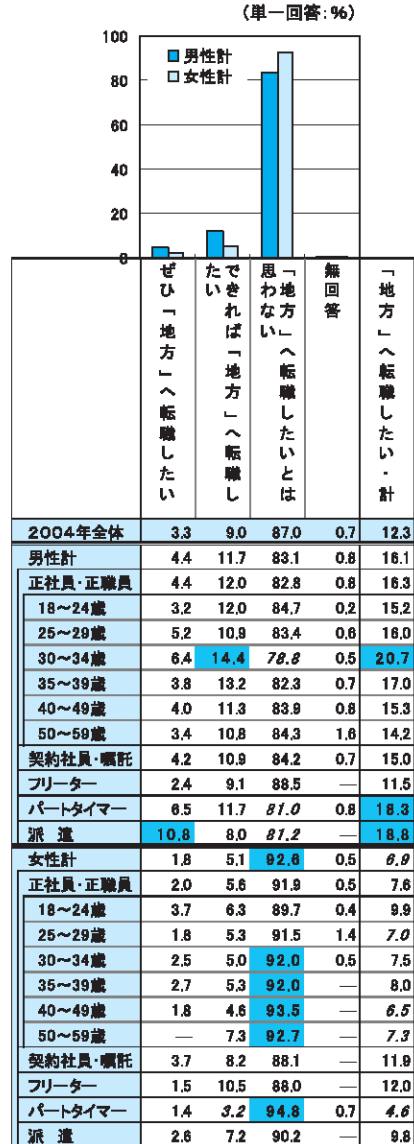 (単一回答:%)
100
80
60
40
20
0
男性計
女性計
ぜひ「地方」へ転職したい
できれば「地方」へ転職したい
「地方」へ転職したいとは思わない
無回答
「地方」へ転職したい・計
2004年全体 3.3 9.0 87.0 0.7 12.3
男性計 4.4 11.7 83.1 0.8 16.1
正社員・正職員 4.4 12.0 82.8 0.8 16.3
18～24歳 3.2 12.0 84.7 0.2 15.2
25～29歳 5.2 10.9 83.4 0.6 16.0
30～34歳 6.4 14.4 78.8 0.5 20.7
35～39歳 3.8 13.2 82.3 0.7 17.0
40～49歳 4.0 11.3 83.9 0.8 15.3
50～59歳 3.4 10.8 84.3 1.6 14.2
契約社員・嘱託 4.2 10.9 84.2 0.7 15.0
フリーター 2.4 9.1 88.5 — 11.5
パートタイマー 6.5 11.7 81.0 0.8 18.3
派 遣 10.8 8.0 81.2 — 18.8
女性計 1.8 5.1 92.6 0.5 6.9
正社員・正職員 2.0 5.6 91.9 0.5 7.6
18～24歳 3.7 6.3 89.7 0.4 9.9
25～29歳 1.8 5.3 91.5 1.4 7.0
30～34歳 2.5 5.0 92.0 0.5 7.5
35～39歳 2.7 5.3 92.0 — 8.0
40～49歳 1.8 4.6 93.5 — 6.5
50～59歳 — 7.3 92.7 — 7.3
契約社員・嘱託 3.7 8.2 88.1 — 11.9
フリーター 1.5 10.5 88.0 — 12.0
パートタイマー 1.4 3.2 94.8 0.7 4.6
派 遣 2.6 7.2 90.2 — 9.8